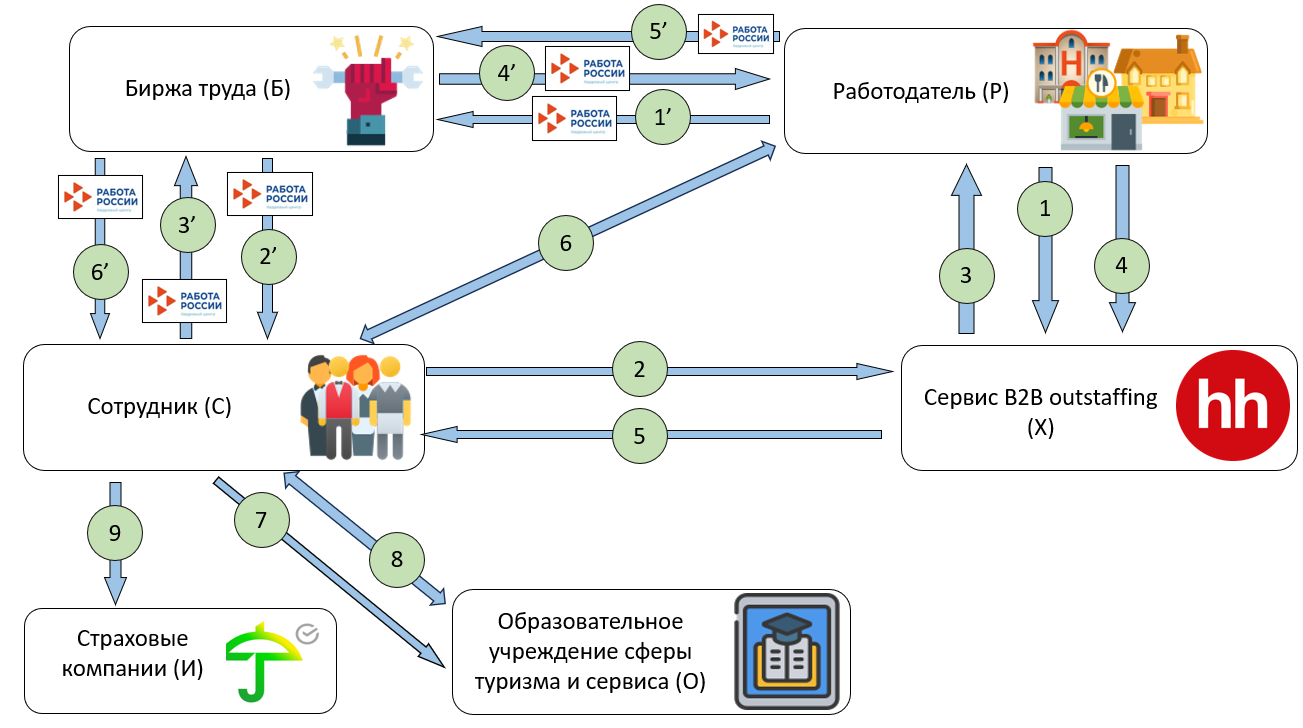 5’
РАБОТА
РОССИИ
Биржа труда (Б)
4’
РАБОТА
РОССИИ
Работодатель (Р)
H
РАБОТА
РОССИИ
1’
РАБОТА
РОССИИ
РАБОТА
РОССИИ
3’
2’
6’
РАБОТА
РОССИИ
6
1
3
4
Сотрудник (С)
2
5
Сервис B2B outstaffing
(Х)
hh
9
7
8
Страховые
компании (И)
Образовательное
учреждение сферы
туризма и сервиса (О)